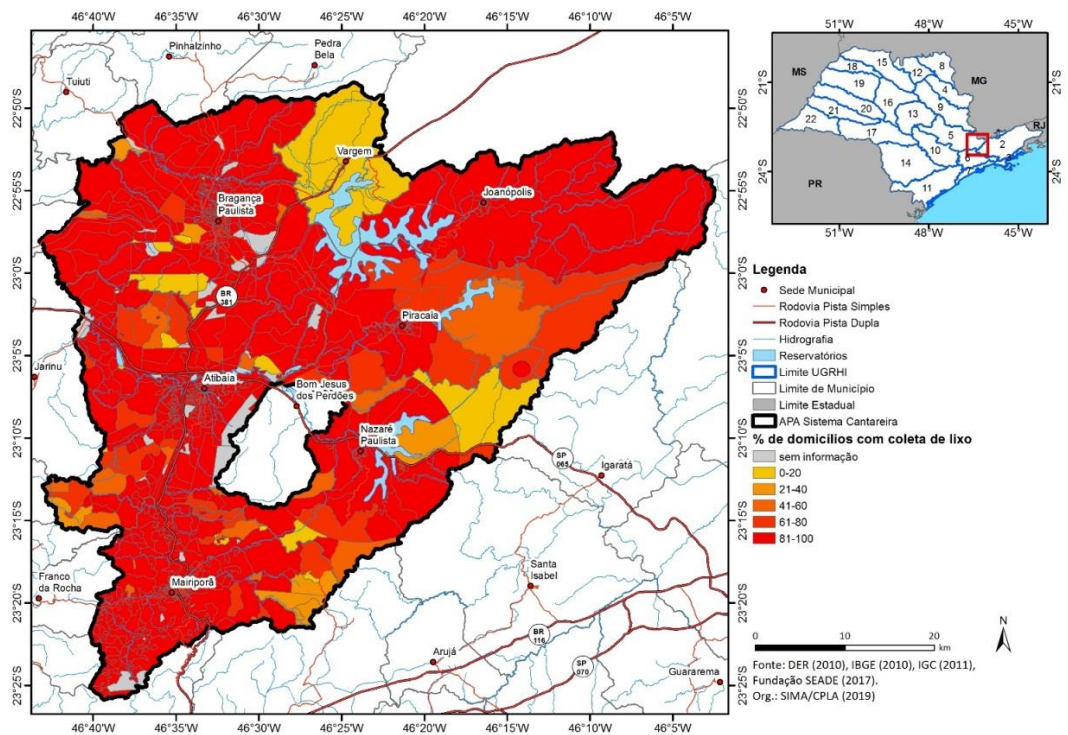 46°40'W 46°35'W 46°30'W 46°25'W 46°20'W 46°15'W 46°10'W 46°5'W
22°50'S
22°55'S
23°0'S
23°5'S
23°10'S
23°15'S
23°20'S
23°25'S
Pinhalzinho
Pedra
Bela
Tuiuti
Vargem
Bragança
Paulista
Joanópolis
BR
381
Piracaia
Jarinu
Atibaia
Bom Jesus
dos Perdões
Nazaré
Paulista
SP
065
Igaratá
Santa
Isabel
Franco
da Rocha
Mairiporã
BR
116
Arujá
SP
070
Guararema
22°50'S
22°55'S
23°0'S
23°5'S
23°10'S
23°15'S
23°20'S
23°25'S
46°40'W 46°35'W 46°30'W 46°25'W 46°20'W 46°15'W 46°10'W 46°5'W
51°W 48°W 45°W
21°S
24°S
MS
MG
RJ
PR
18
15
8
12
19
4
16
9
13
21
20
22
17
5
10
2
14
6
11
21°S
24°S
51°W 48°W 45°W
Legenda
Sede Municipal
Rodovia Pista Simples
Rodovia Pista Dupla
Hidrografia
Reservatórios
Limite UGRHI
Limite de Município
Limite Estadual
APA Sistema Cantareira
% de domicílios com coleta de lixo
sem informação
0-20
21-40
41-60
61-80
81-100
0 10 20
km
N
Fonte: DER (2010), IBGE (2010), IGC (2011),
Fundação SEADE (2017).
Org.: SIMA/CPLA (2019)